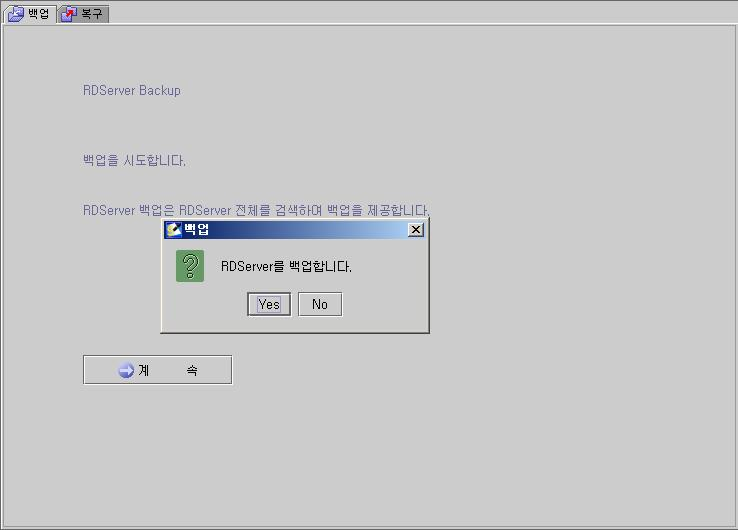 백업 복구
RDServer Backup
백업을 시도합니다.
RDServer 백업은 RDServer 전체를 검색하여 백업을 제공합니다.
백업
RDServer를 백업합니다.
Yes No
계 속